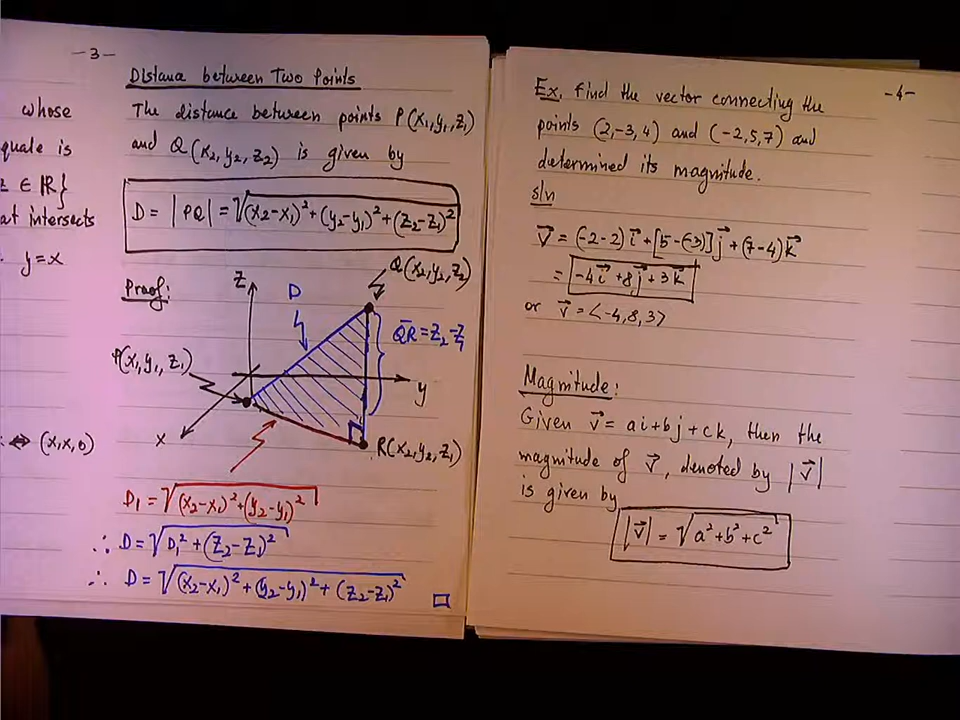 -3-
whose
quale is
z ∈ ℝ}
at intersects
y=x
⇔ (x,x,0)
Distance between Two Points
The distance between points P(x₁,y₁,z₁)
and Q(x₂,y₂,z₂) is given by
D = |PQ| = √(x₂-x₁)²+(y₂-y₁)²+(z₂-z₁)²
Proof:
z
D
Q(x₂,y₂,z₂)
QR = z₂-z₁
P(x₁,y₁,z₁)
y
x
R(x₂,y₂,z₁)
D₁ = √(x₂-x₁)²+(y₂-y₁)²
∴ D = √D₁²+(z₂-z₁)²
∴ D = √(x₂-x₁)²+(y₂-y₁)²+(z₂-z₁)² □
-4-
Ex. Find the vector connecting the
points (2,-3,4) and (-2,5,7) and
determined its magnitude.
s/n
V⃗ = (-2-2)i⃗+[5-(-3)]j⃗+(7-4)k⃗
= -4i⃗+8j⃗+3k⃗
or v⃗ = <-4,8,3>
Magnitude:
Given v⃗ = ai+bj+ck, then the
magnitude of v⃗, denoted by |v⃗|
is given by
|v⃗| = √a²+b²+c²